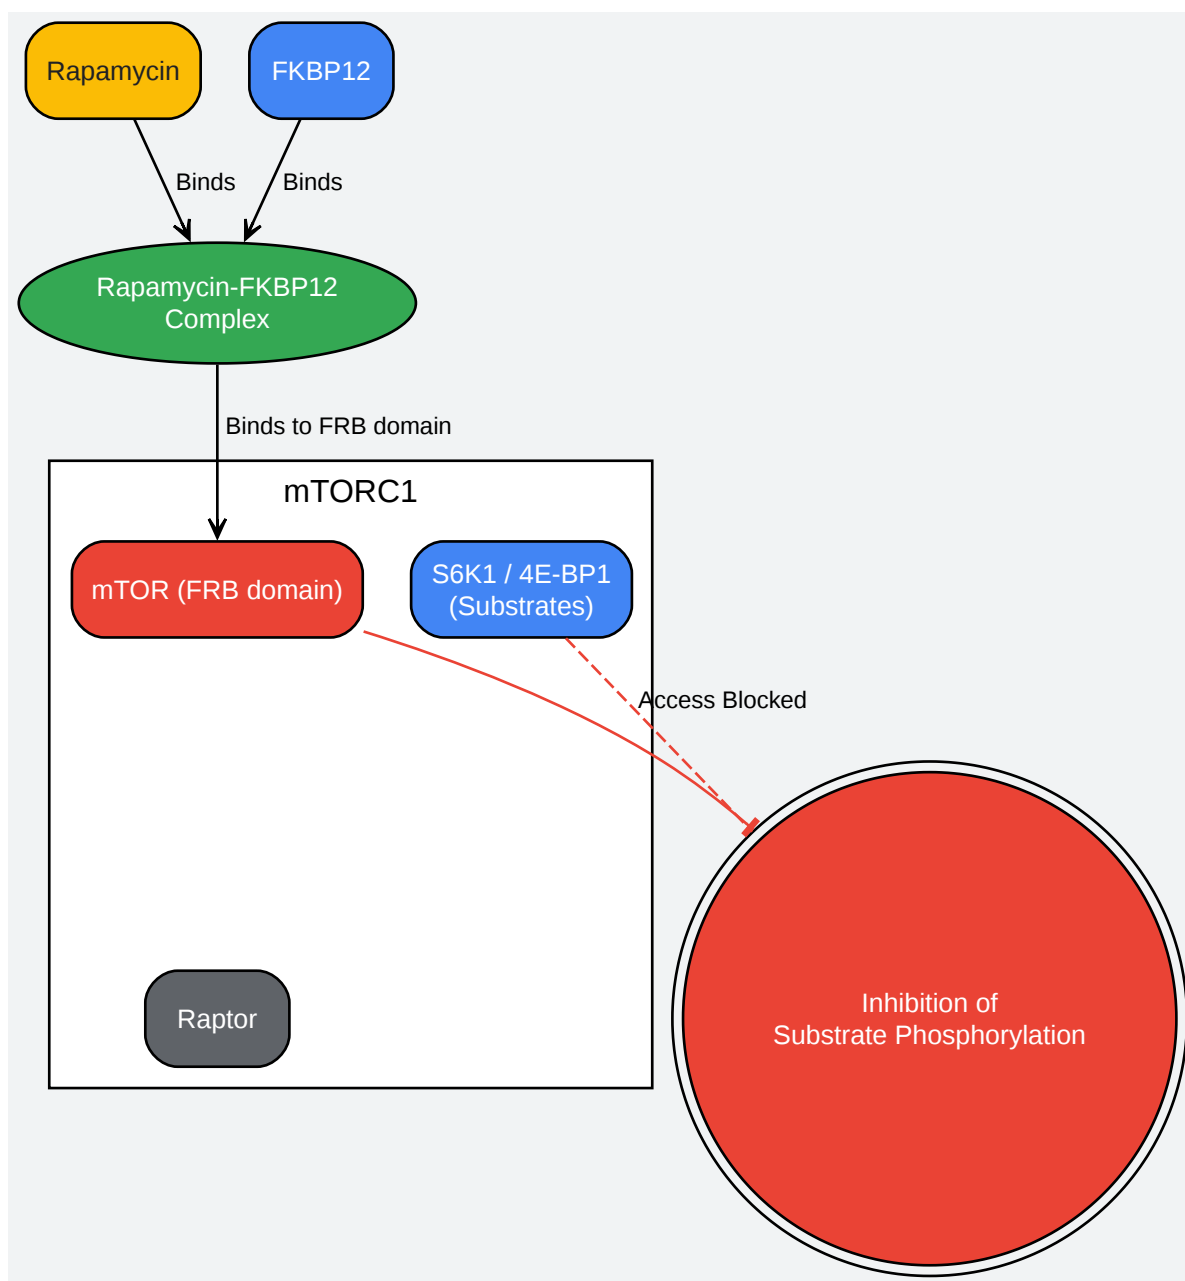 Rapamycin
FKBP12
Binds
Binds
Rapamycin-FKBP12
Complex
Binds to FRB domain
mTORC1
mTOR (FRB domain)
S6K1 / 4E-BP1
(Substrates)
Access Blocked
Raptor
Inhibition of
Substrate Phosphorylation